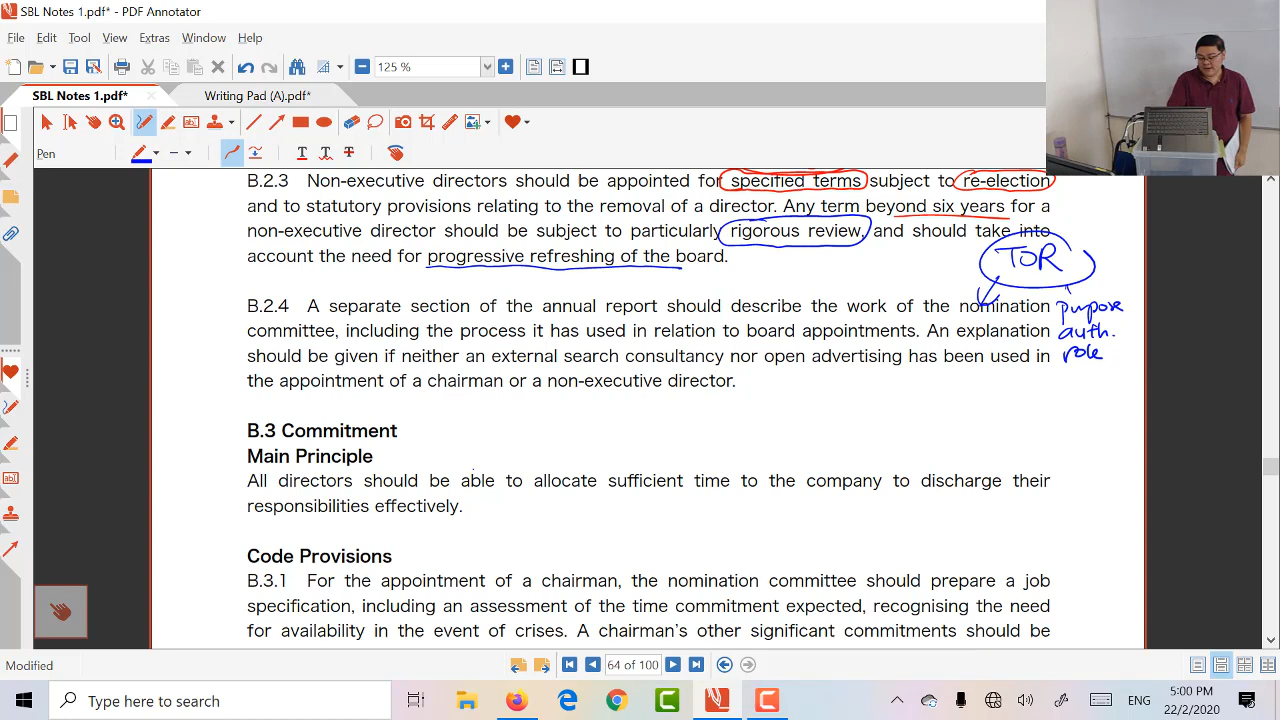 SBL Notes 1.pdf* - PDF Annotator
File Edit Tool View Extras Window Help
125 %
SBL Notes 1.pdf* Writing Pad (A).pdf*
Pen
B.2.3 Non-executive directors should be appointed for specified terms subject to re-election
and to statutory provisions relating to the removal of a director. Any term beyond six years for a
non-executive director should be subject to particularly rigorous review, and should take into
account the need for progressive refreshing of the board.
TOR
B.2.4 A separate section of the annual report should describe the work of the nomination
purpose
committee, including the process it has used in relation to board appointments. An explanation
auth.
should be given if neither an external search consultancy nor open advertising has been used in
role
the appointment of a chairman or a non-executive director.
B.3 Commitment
Main Principle
All directors should be able to allocate sufficient time to the company to discharge their
responsibilities effectively.
Code Provisions
B.3.1 For the appointment of a chairman, the nomination committee should prepare a job
specification, including an assessment of the time commitment expected, recognising the need
for availability in the event of crises. A chairman's other significant commitments should be
Modified
64 of 100
Type here to search
ENG
5:00 PM
22/2/2020